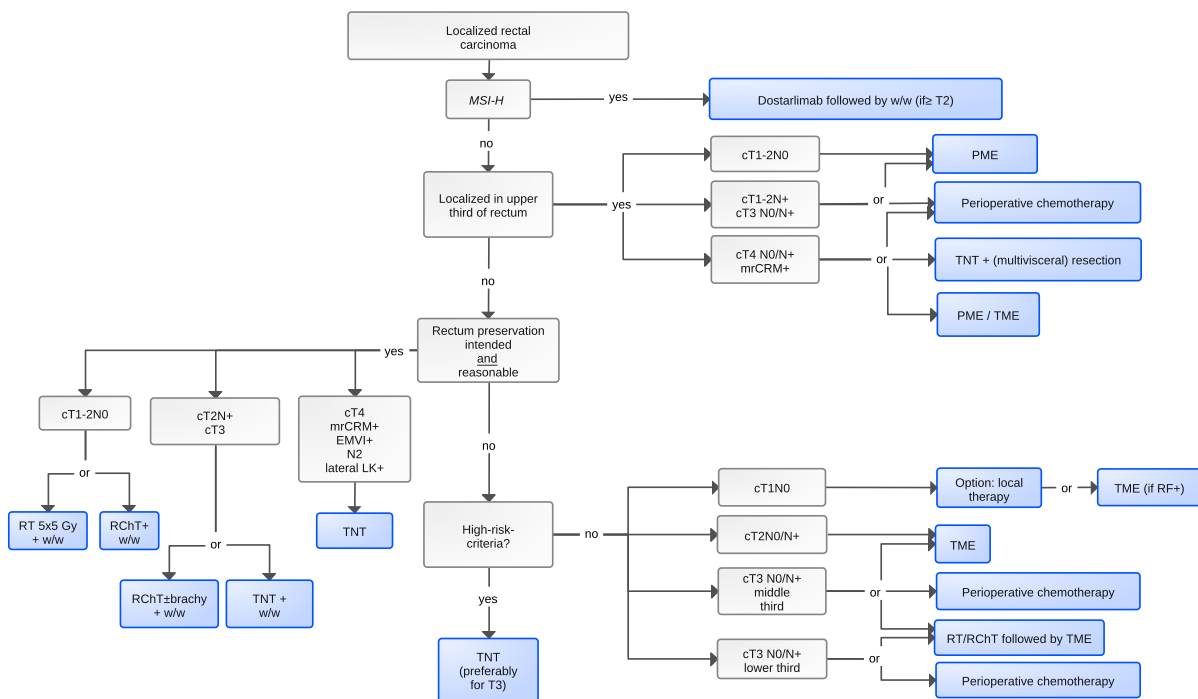 Localized rectal
carcinoma
MSI-H
yes
Dostarlimab followed by w/w (if≥ T2)
no
Localized in upper
third of rectum
yes
cT1-2N0
PME
cT1-2N+
cT3 N0/N+
or
Perioperative chemotherapy
cT4 N0/N+
mrCRM+
or
TNT + (multivisceral) resection
PME / TME
no
Rectum preservation
intended
and
reasonable
yes
cT1-2N0
or
RT 5x5 Gy
+ w/w
RChT+
w/w
cT2N+
cT3
or
RChT±brachy
+ w/w
TNT +
w/w
cT4
mrCRM+
EMVI+
N2
lateral LK+
TNT
no
High-risk-
criteria?
yes
TNT
(preferably
for T3)
no
cT1N0
Option: local
therapy
or
TME (if RF+)
cT2N0/N+
TME
cT3 N0/N+
middle
third
or
Perioperative chemotherapy
RT/RChT followed by TME
cT3 N0/N+
lower third
or
Perioperative chemotherapy